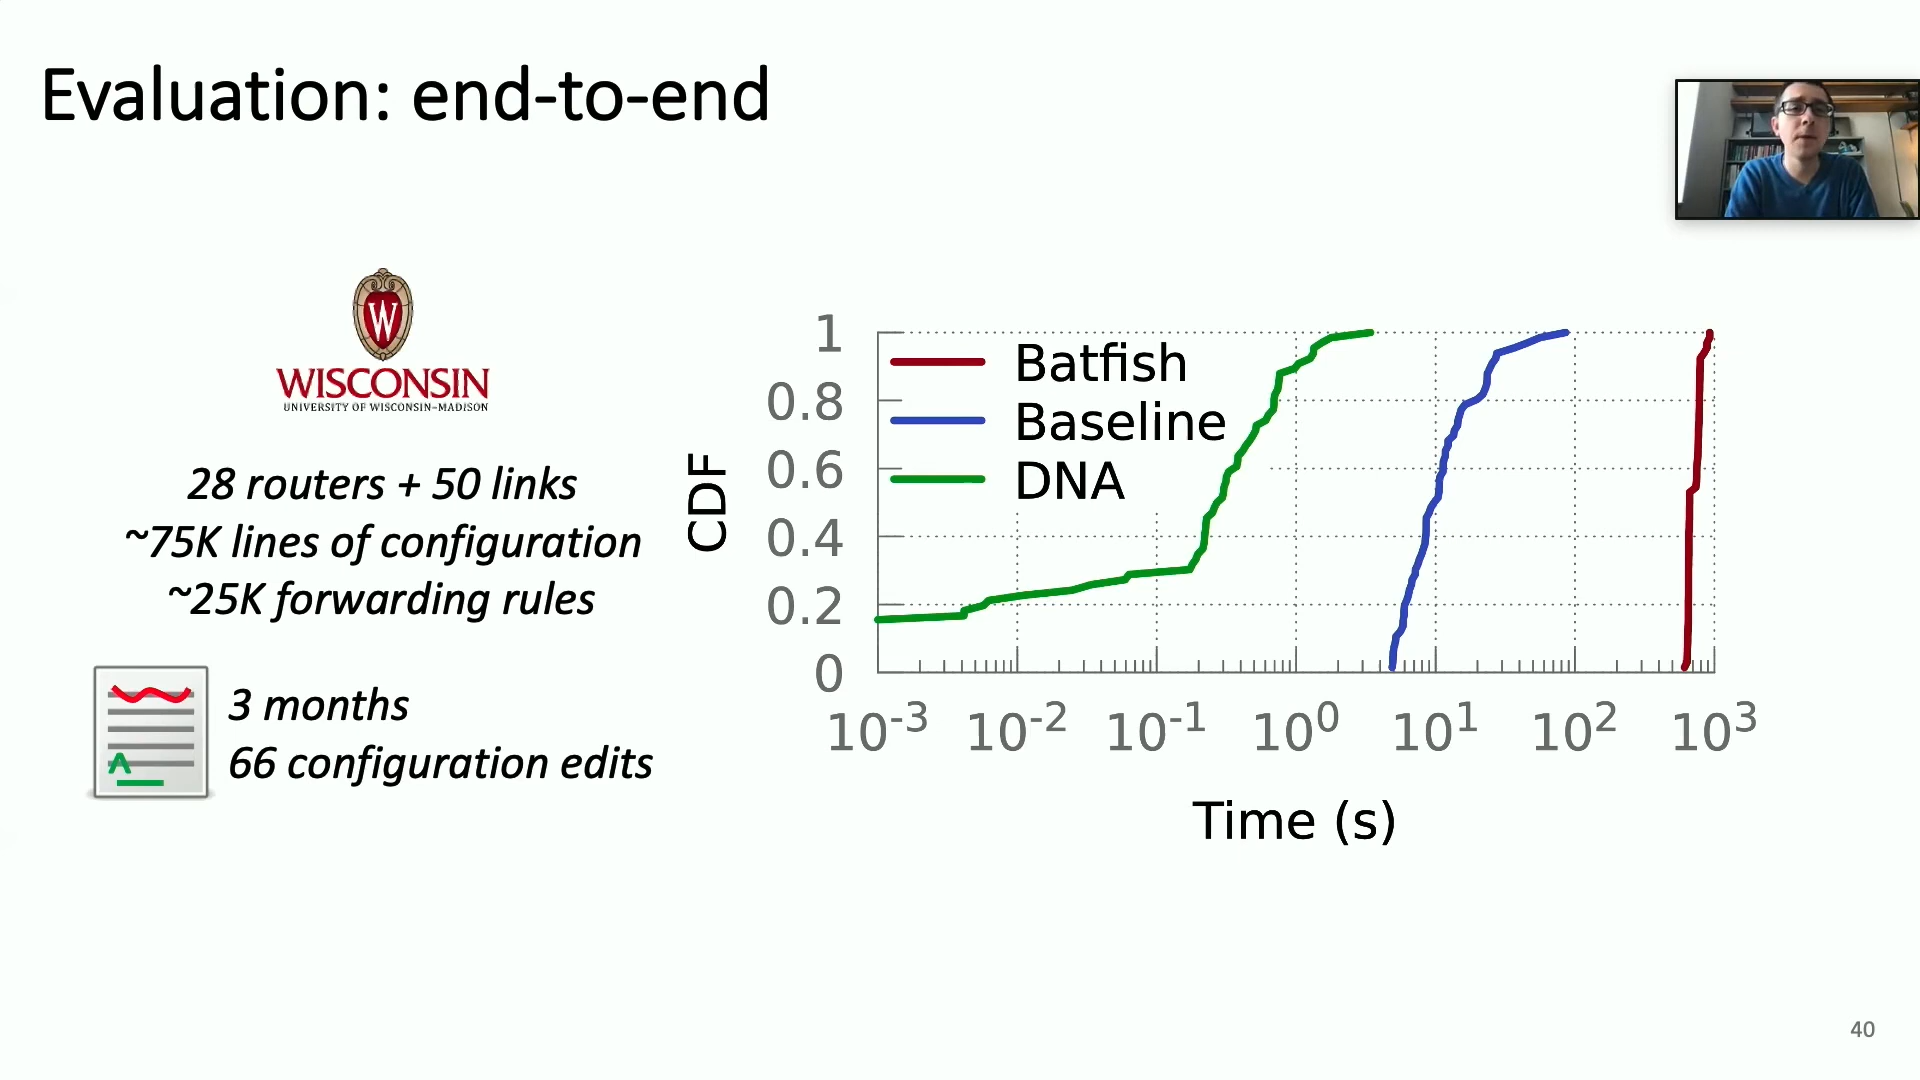 Evaluation: end-to-end
W
WISCONSIN
UNIVERSITY OF WISCONSIN–MADISON
28 routers + 50 links
~75K lines of configuration
~25K forwarding rules
A
3 months
66 configuration edits
CDF
1
0.8
0.6
0.4
0.2
0
Batfish
Baseline
DNA
10⁻³ 10⁻² 10⁻¹ 10⁰ 10¹ 10² 10³
Time (s)
40